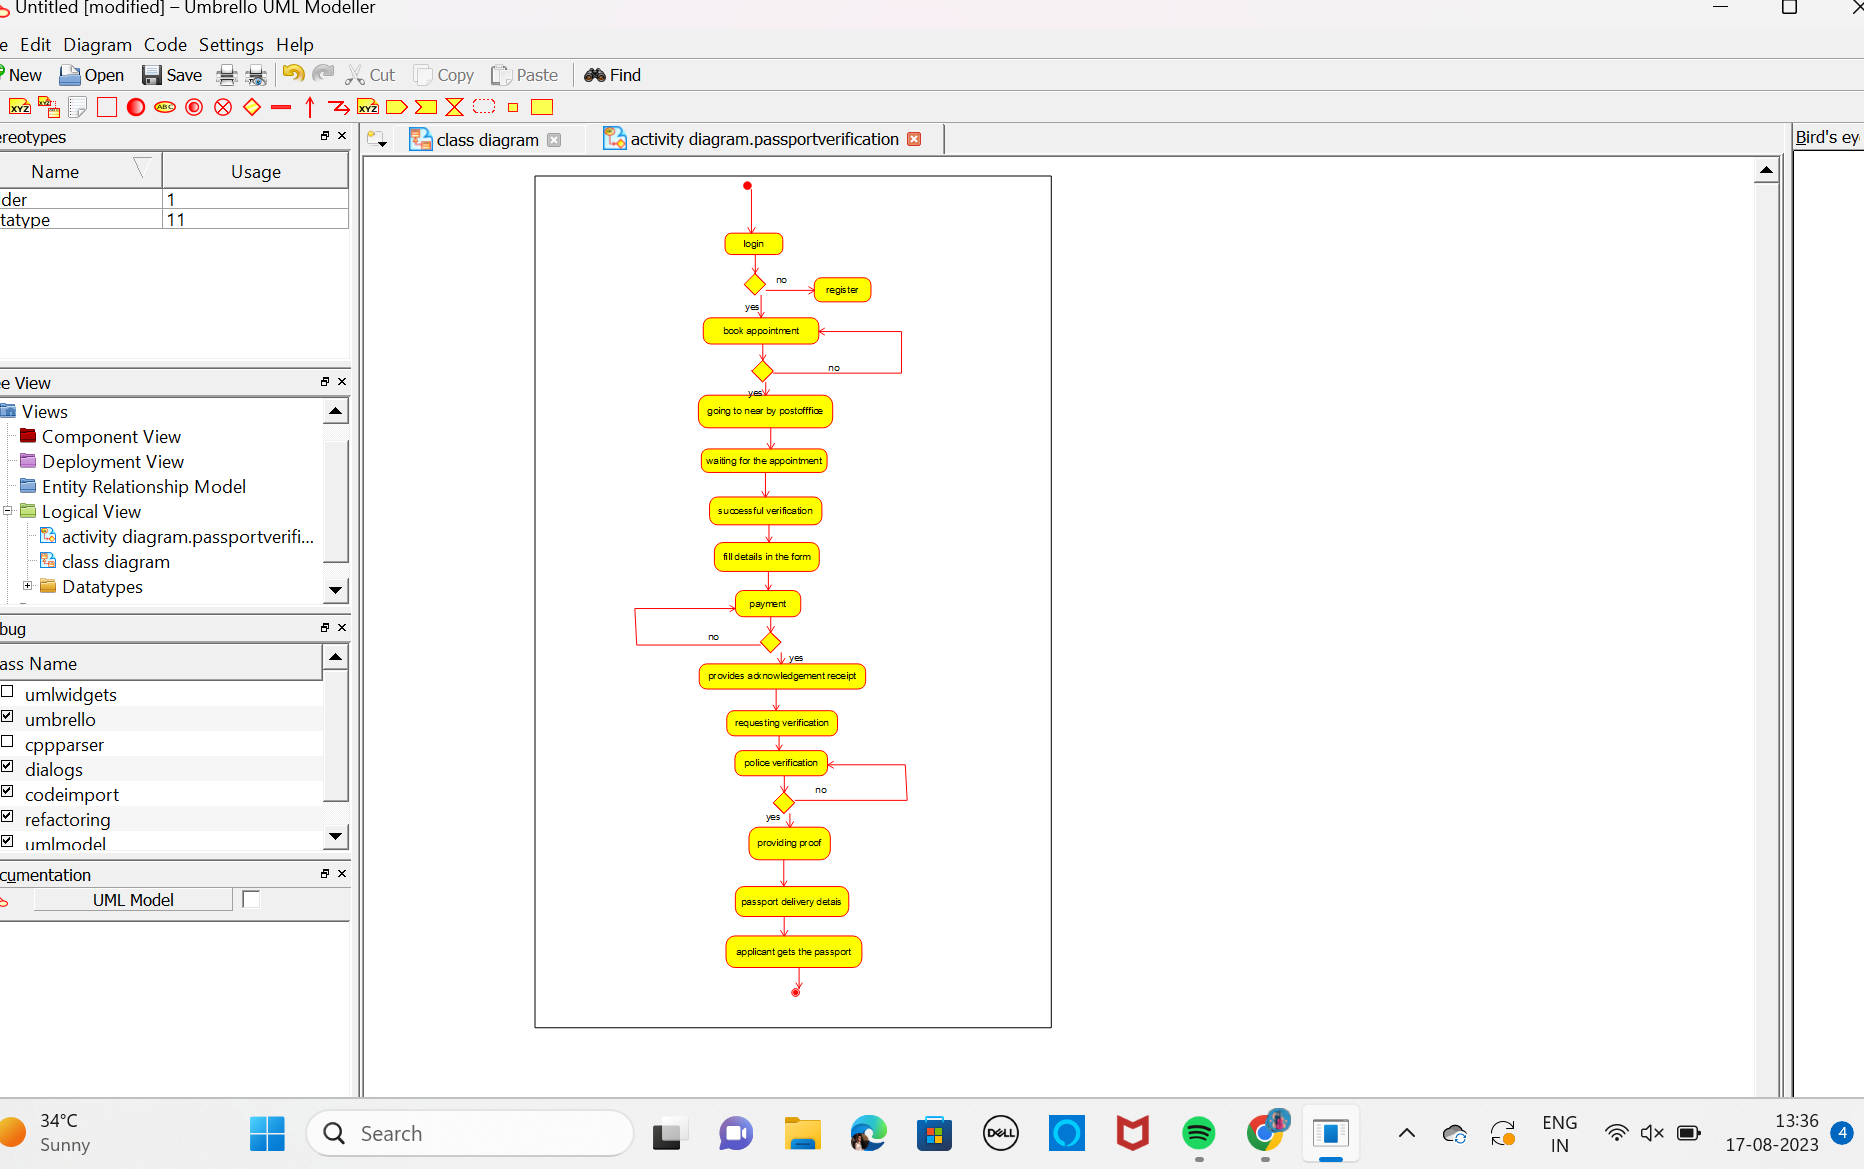 Untitled [modified] – Umbrello UML Modeller
Edit Diagram Code Settings Help
New Open Save Cut Copy Paste Find
XYZ XYZ ABC XYZ
ereotypes
class diagram
activity diagram.passportverification
Bird's ey
Name Usage
der 1
tatype 11
e View
Views
Component View
Deployment View
Entity Relationship Model
Logical View
activity diagram.passportverifi...
class diagram
Datatypes
bug
ass Name
umlwidgets
umbrello
cppparser
dialogs
codeimport
refactoring
umlmodel
cumentation
UML Model
login
no
register
yes
book appointment
no
yes
going to near by postofffice
waiting for the appointment
successful verification
fill details in the form
payment
no
yes
provides acknowledgement receipt
requesting verification
police verification
no
yes
providing proof
passport delivery detais
applicant gets the passport
34°C
Sunny
Search
DELL
ENG
IN
13:36
17-08-2023
4